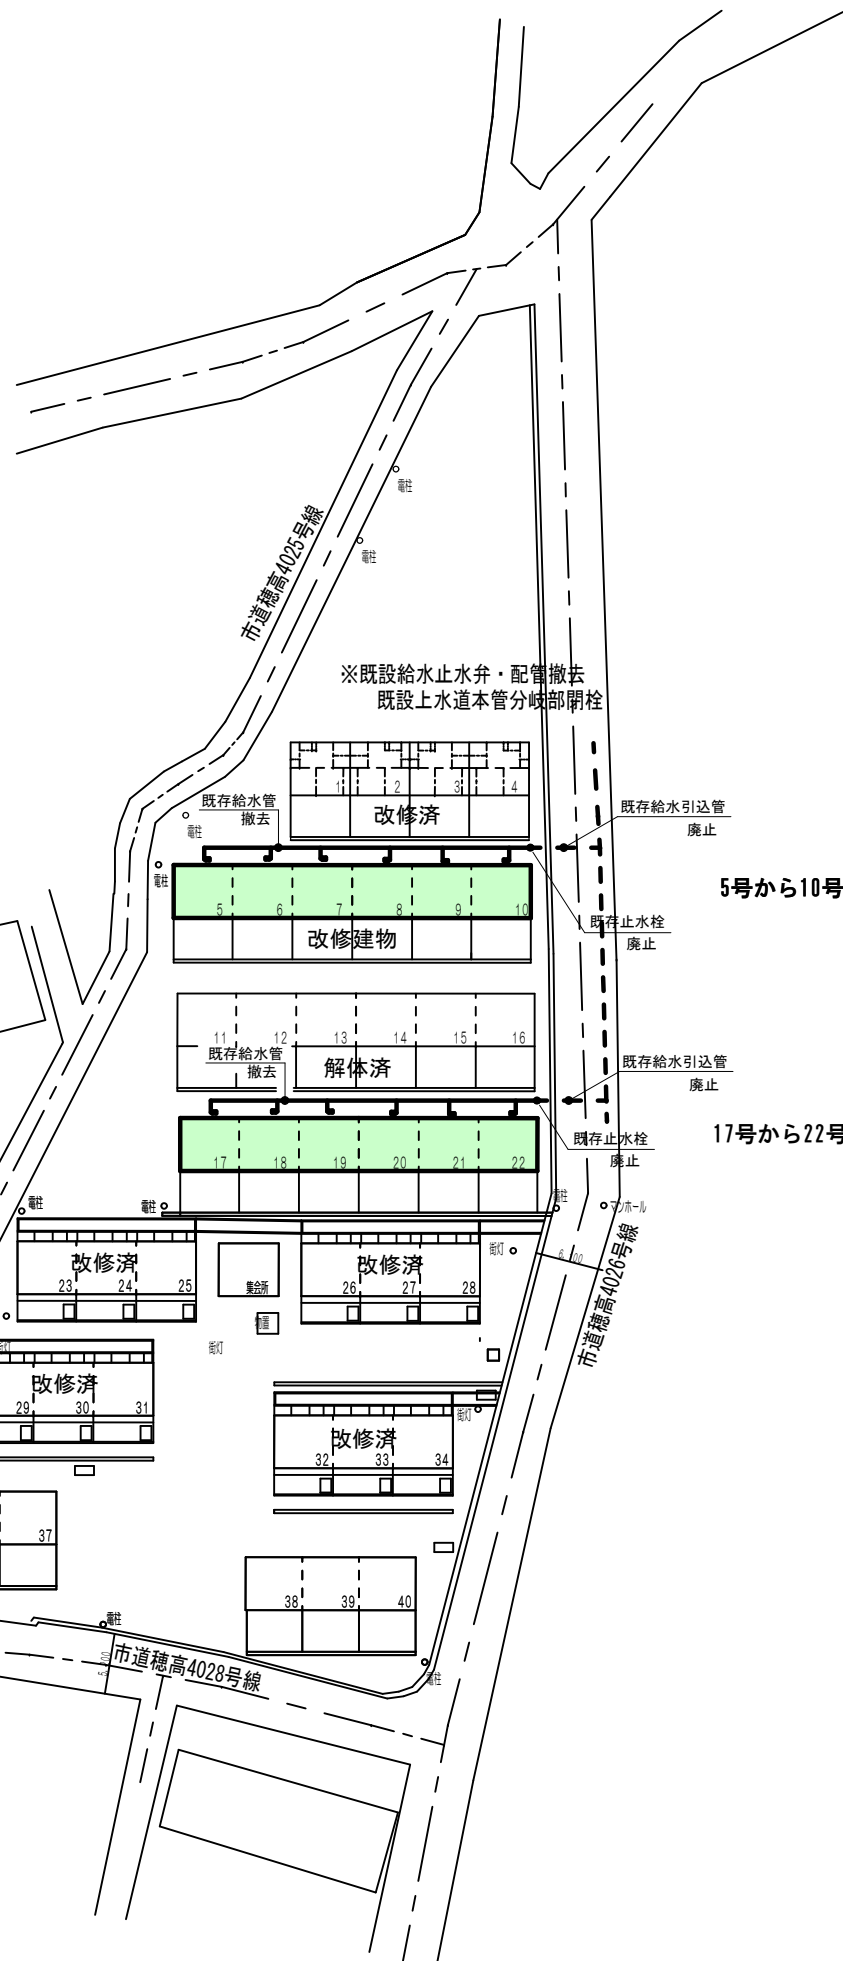 電柱
電柱
市道穂高4025号線
※既設給水止水弁・配管撤去
既設上水道本管分岐部閉栓
1 2 3 4
改修済
既存給水管
撤去
電柱
既存給水引込管
廃止
電柱
5号から10号
5 6 7 8 9 10
既存止水栓
廃止
改修建物
11 12 13 14 15 16
既存給水管
撤去
解体済
既存給水引込管
廃止
17号から22号
既存止水栓
廃止
17 18 19 20 21 22
電柱
電柱
電柱
マンホール
街灯
改修済
23 24 25
集会所
改修済
26 27 28
市道穂高4026号線
物置
街灯
街灯
改修済
29 30 31
街灯
改修済
32 33 34
37
38 39 40
電柱
市道穂高4028号線
電柱